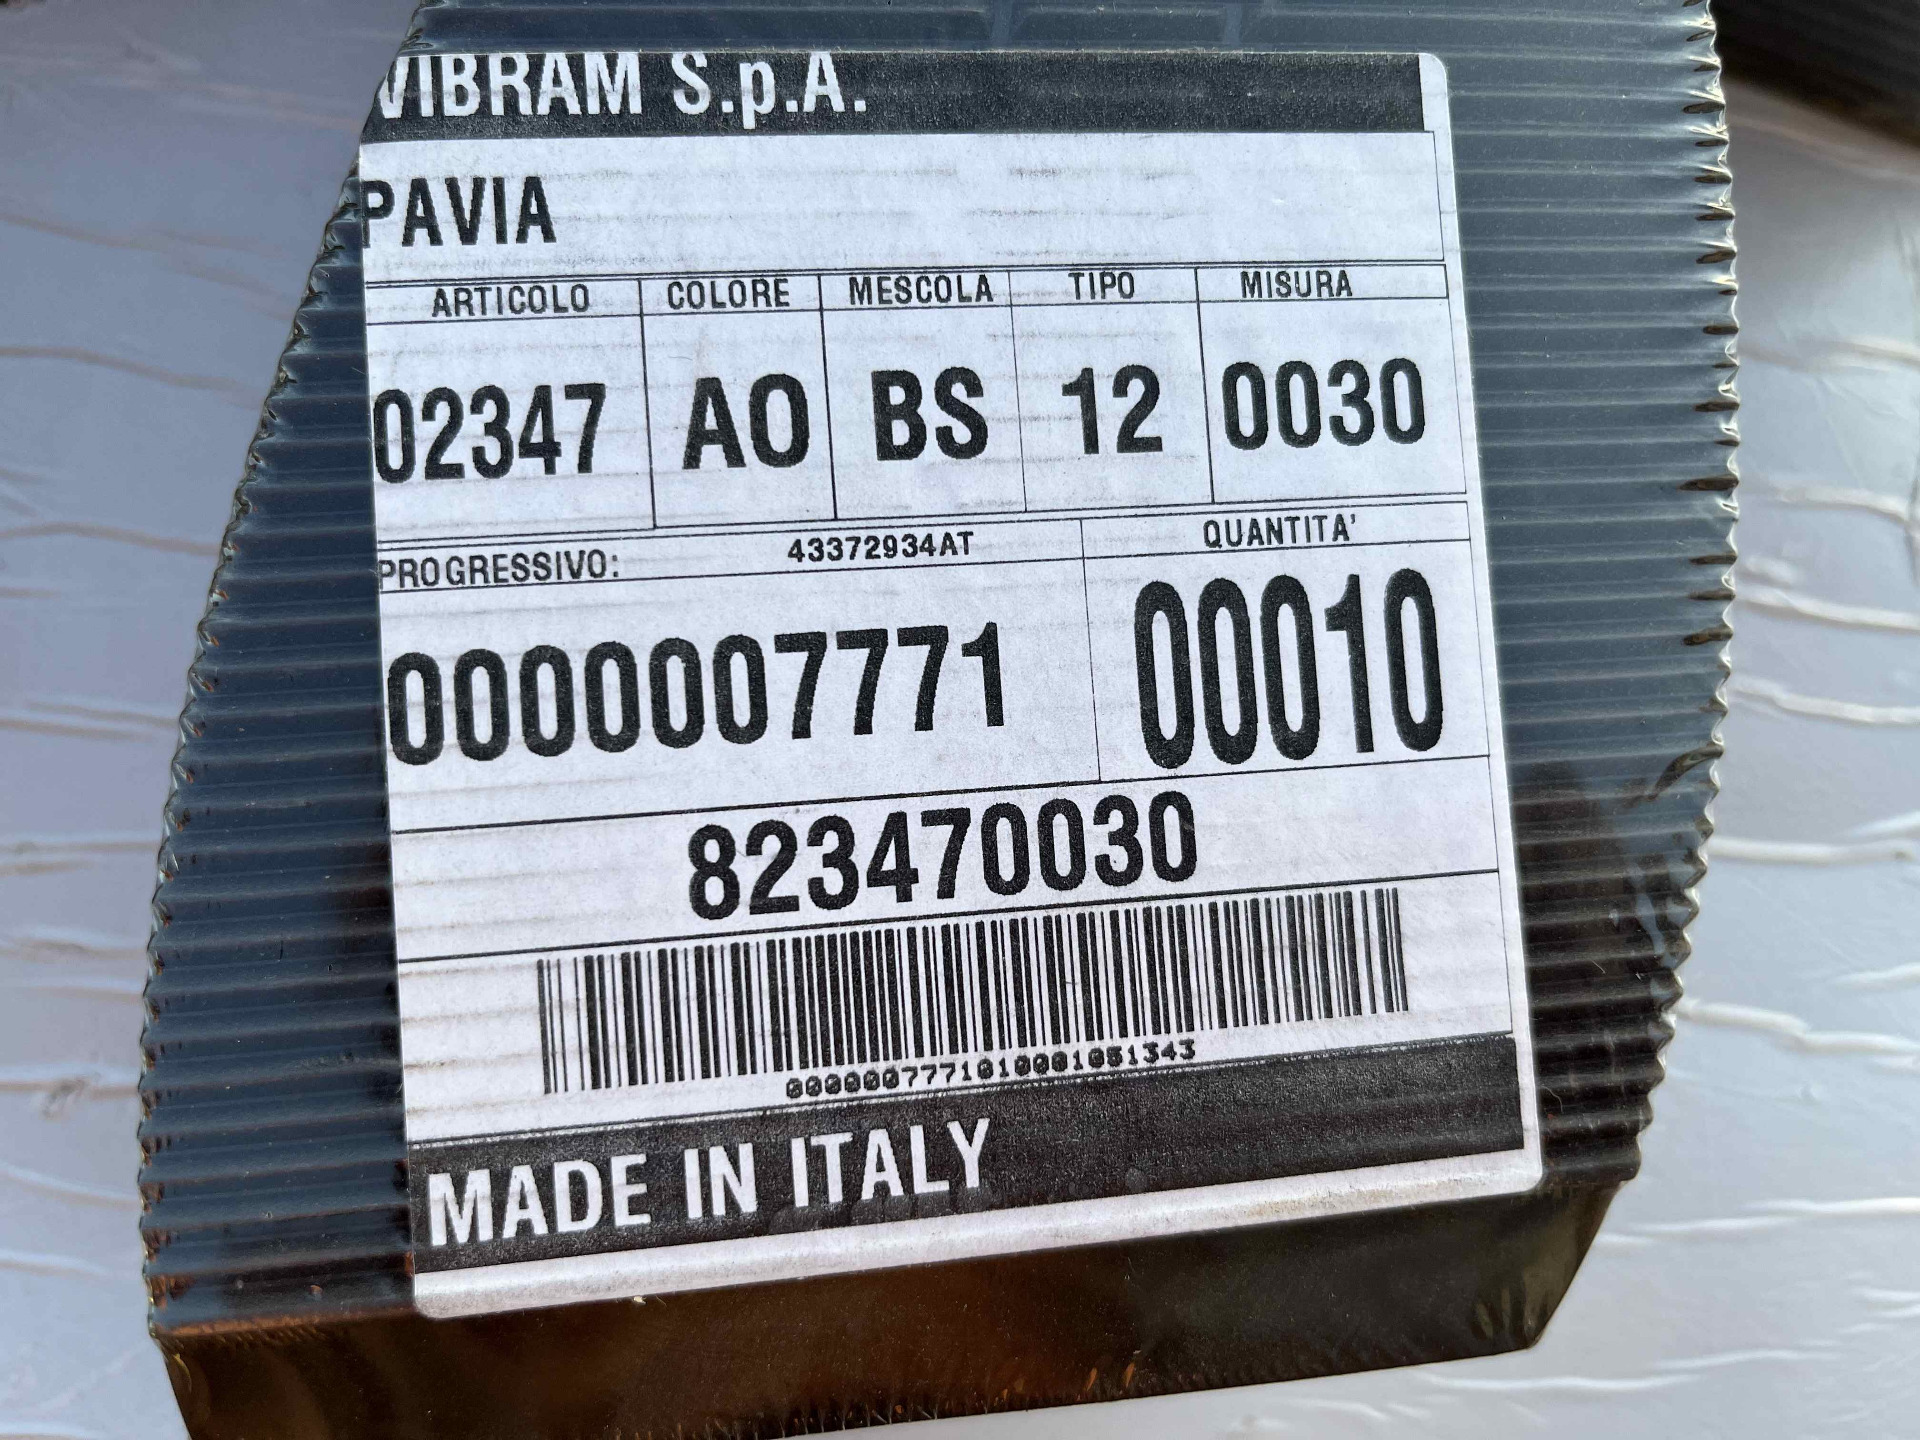 VIBRAM S.p.A.
PAVIA
ARTICOLO COLORE MESCOLA TIPO MISURA
02347 AO BS 12 0030
PROGRESSIVO: 43372934AT QUANTITA'
0000007771 00010
823470030
0000007771010001051343
MADE IN ITALY